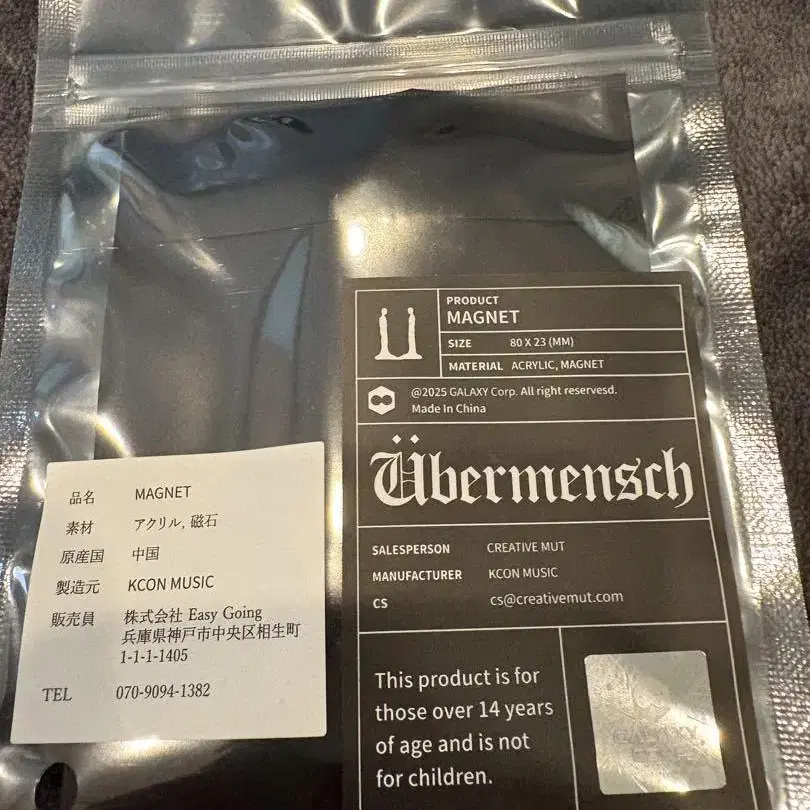 PRODUCT
MAGNET
SIZE 80 X 23 (MM)
MATERIAL ACRYLIC, MAGNET
@2025 GALAXY Corp. All right reservesd.
Made In China
Übermensch
SALESPERSON CREATIVE MUT
MANUFACTURER KCON MUSIC
CS cs@creativemut.com
This product is for
those over 14 years
of age and is not
for children.
GALAXY
品名 MAGNET
素材 アクリル, 磁石
原産国 中国
製造元 KCON MUSIC
販売員 株式会社 Easy Going
兵庫県神戸市中央区相生町
1-1-1-1405
TEL 070-9094-1382